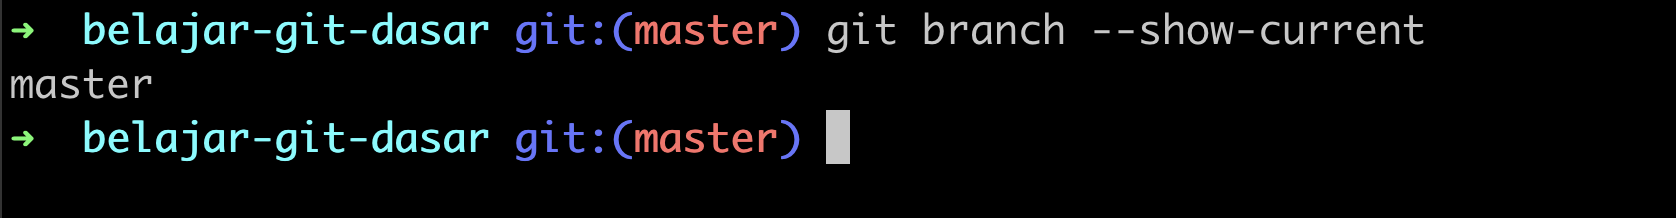 ➜  belajar-git-dasar git:(master) git branch --show-current
master
➜  belajar-git-dasar git:(master)